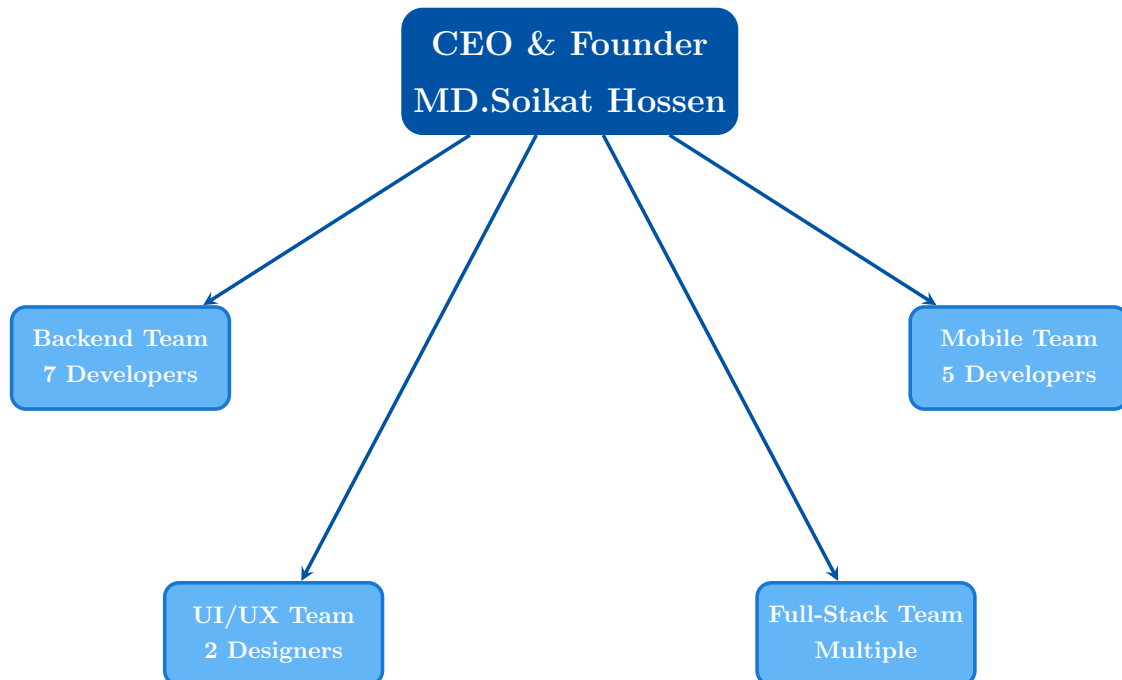 CEO & Founder
MD.Soikat Hossen
Backend Team
7 Developers
Mobile Team
5 Developers
UI/UX Team
2 Designers
Full-Stack Team
Multiple